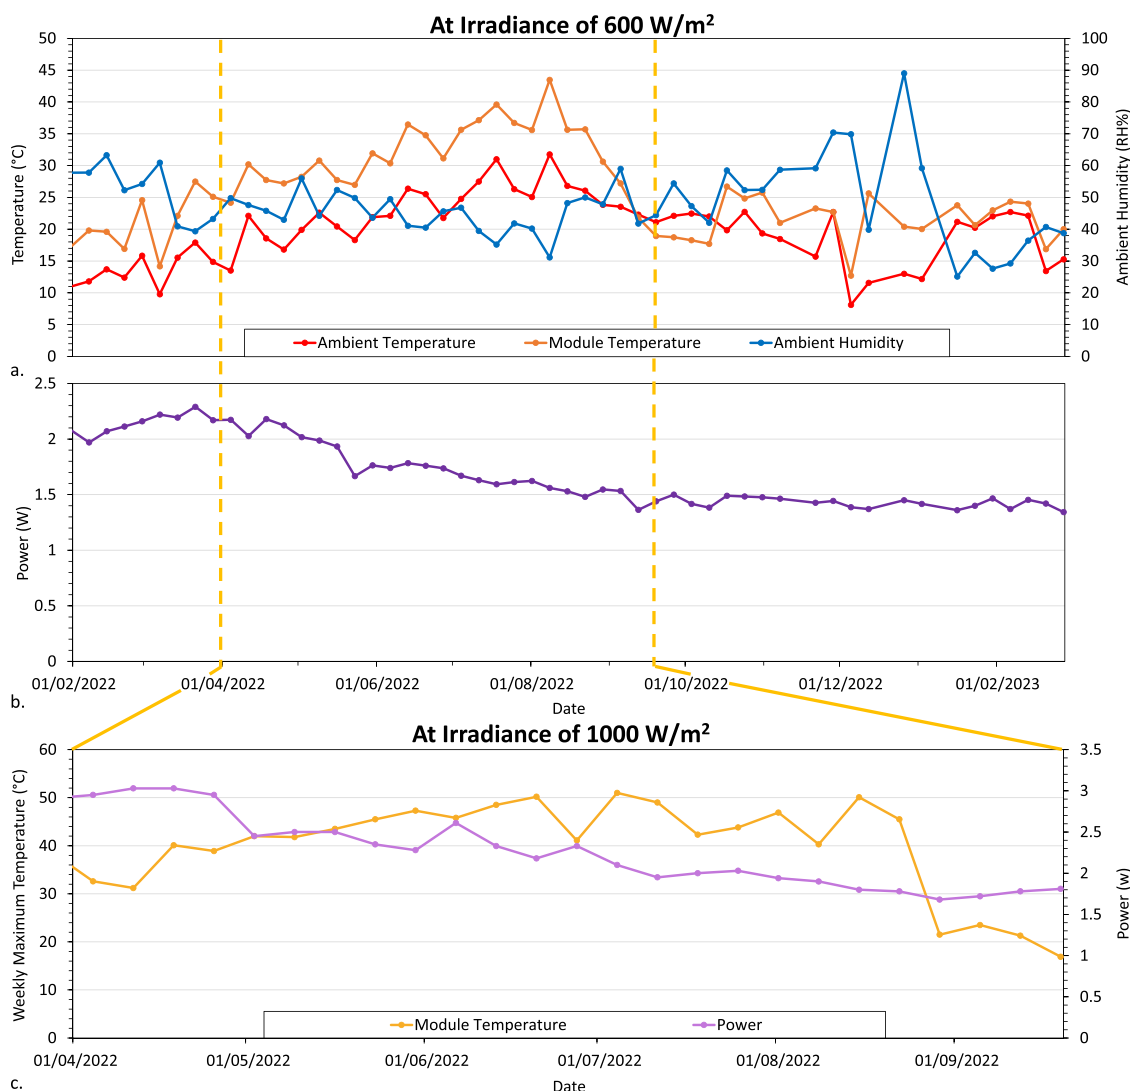 At Irradiance of 600 W/m²
50
45
40
35
30
25
20
15
10
5
0
Temperature (°C)
100
90
80
70
60
50
40
30
20
10
0
Ambient Humidity (RH%)
Ambient Temperature Module Temperature Ambient Humidity
a.
2.5
2
1.5
1
0.5
0
Power (W)
01/02/2022 01/04/2022 01/06/2022 01/08/2022 01/10/2022 01/12/2022 01/02/2023
b.
Date
At Irradiance of 1000 W/m²
60
50
40
30
20
10
0
Weekly Maximum Temperature (°C)
3.5
3
2.5
2
1.5
1
0.5
0
Power (w)
Module Temperature Power
01/04/2022 01/05/2022 01/06/2022 01/07/2022 01/08/2022 01/09/2022
c.
Date